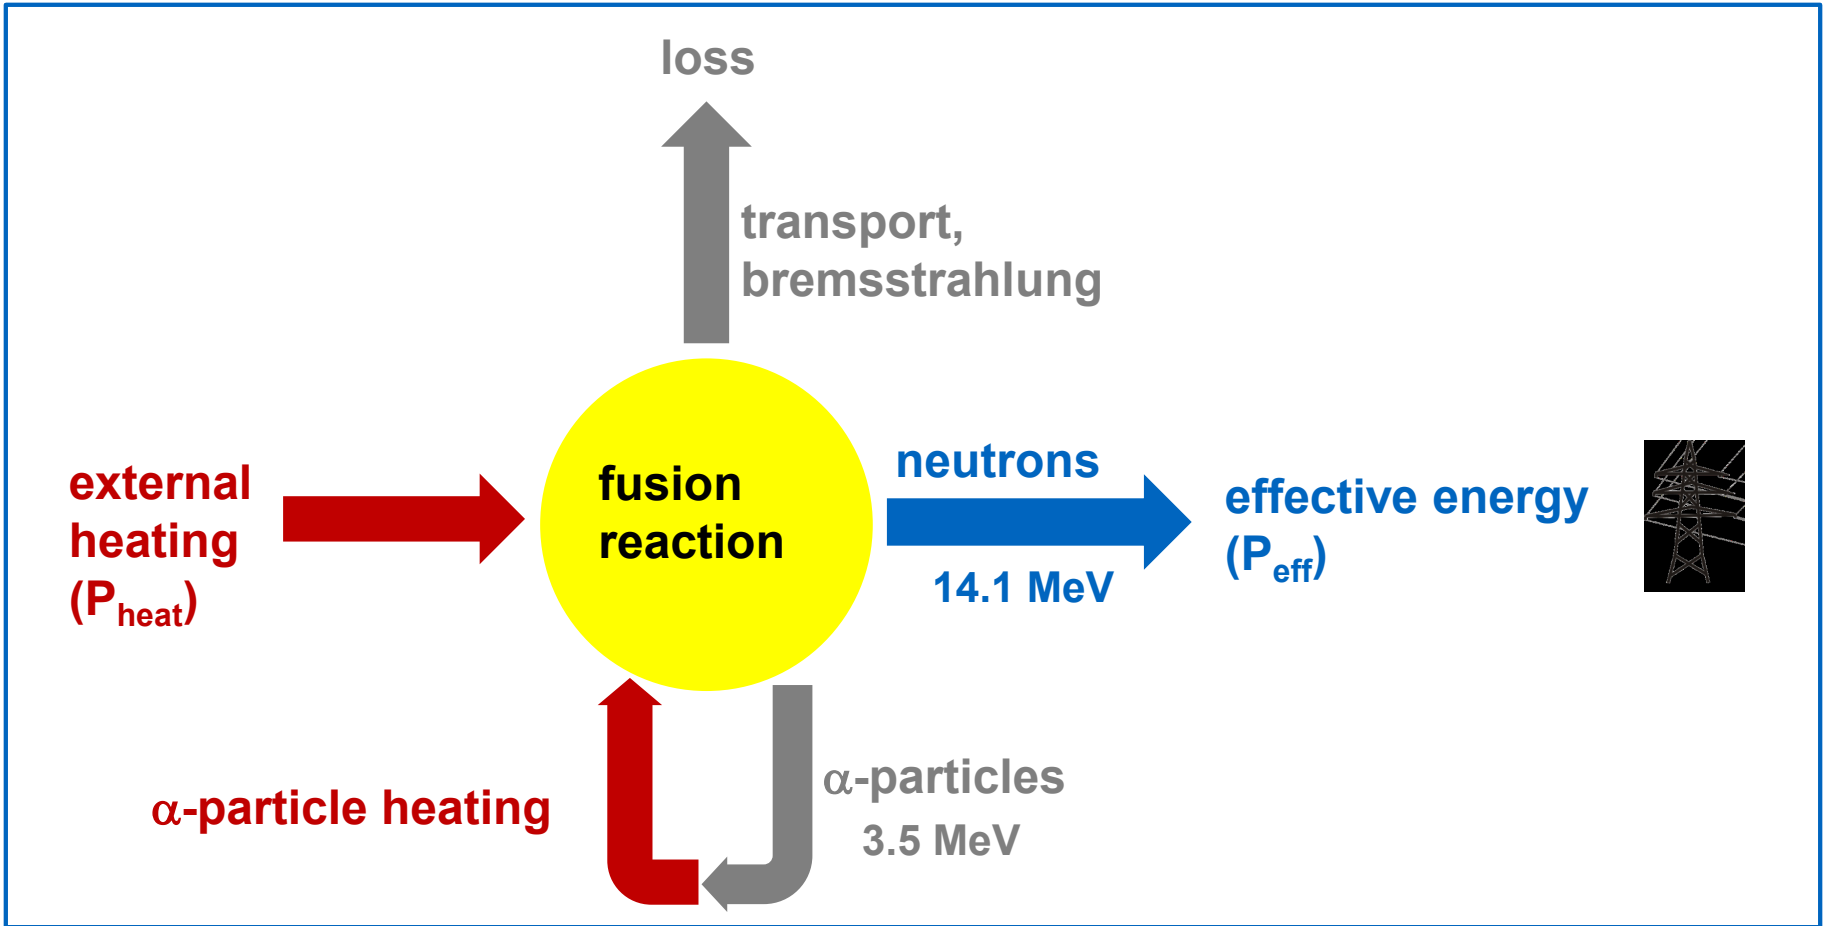 loss
transport,
bremsstrahlung
external
heating
(Pheat)
fusion
reaction
neutrons
14.1 MeV
effective energy
(Peff)
α-particle heating
α-particles
3.5 MeV